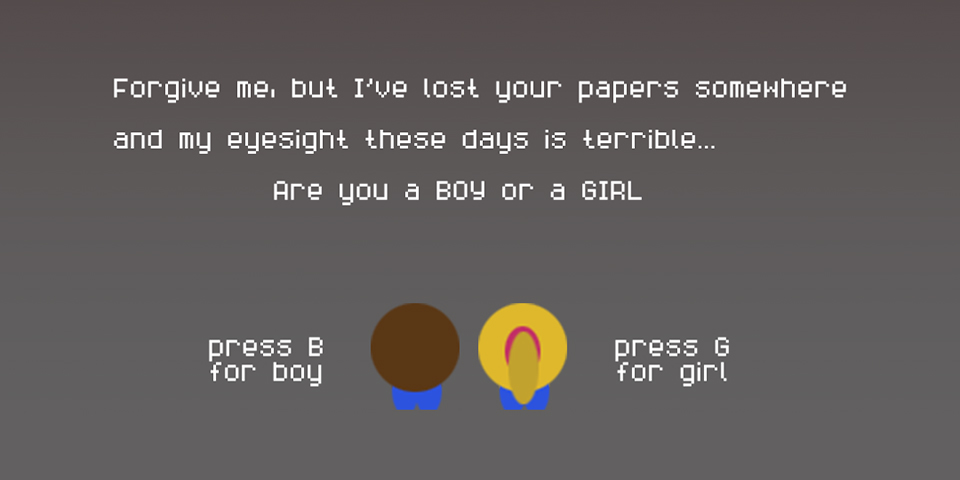 Forgive me, but I've lost your papers somewhere
and my eyesight these days is terrible...
Are you a BOY or a GIRL
press B
for boy
press G
for girl